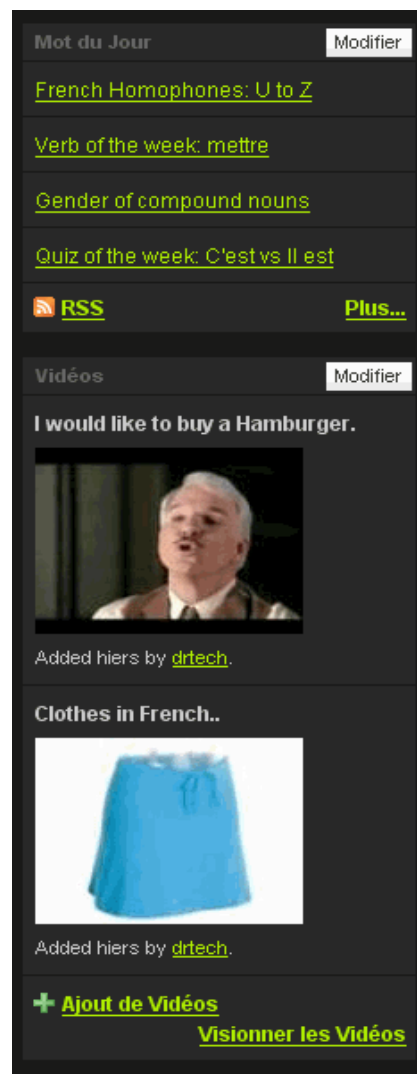 Mot du Jour Modifier
French Homophones: U to Z
Verb of the week: mettre
Gender of compound nouns
Quiz of the week: C'est vs Il est
RSS Plus...
Vidéos Modifier
I would like to buy a Hamburger.
Added hiers by drtech.
Clothes in French..
Added hiers by drtech.
Ajout de Vidéos
Visionner les Vidéos